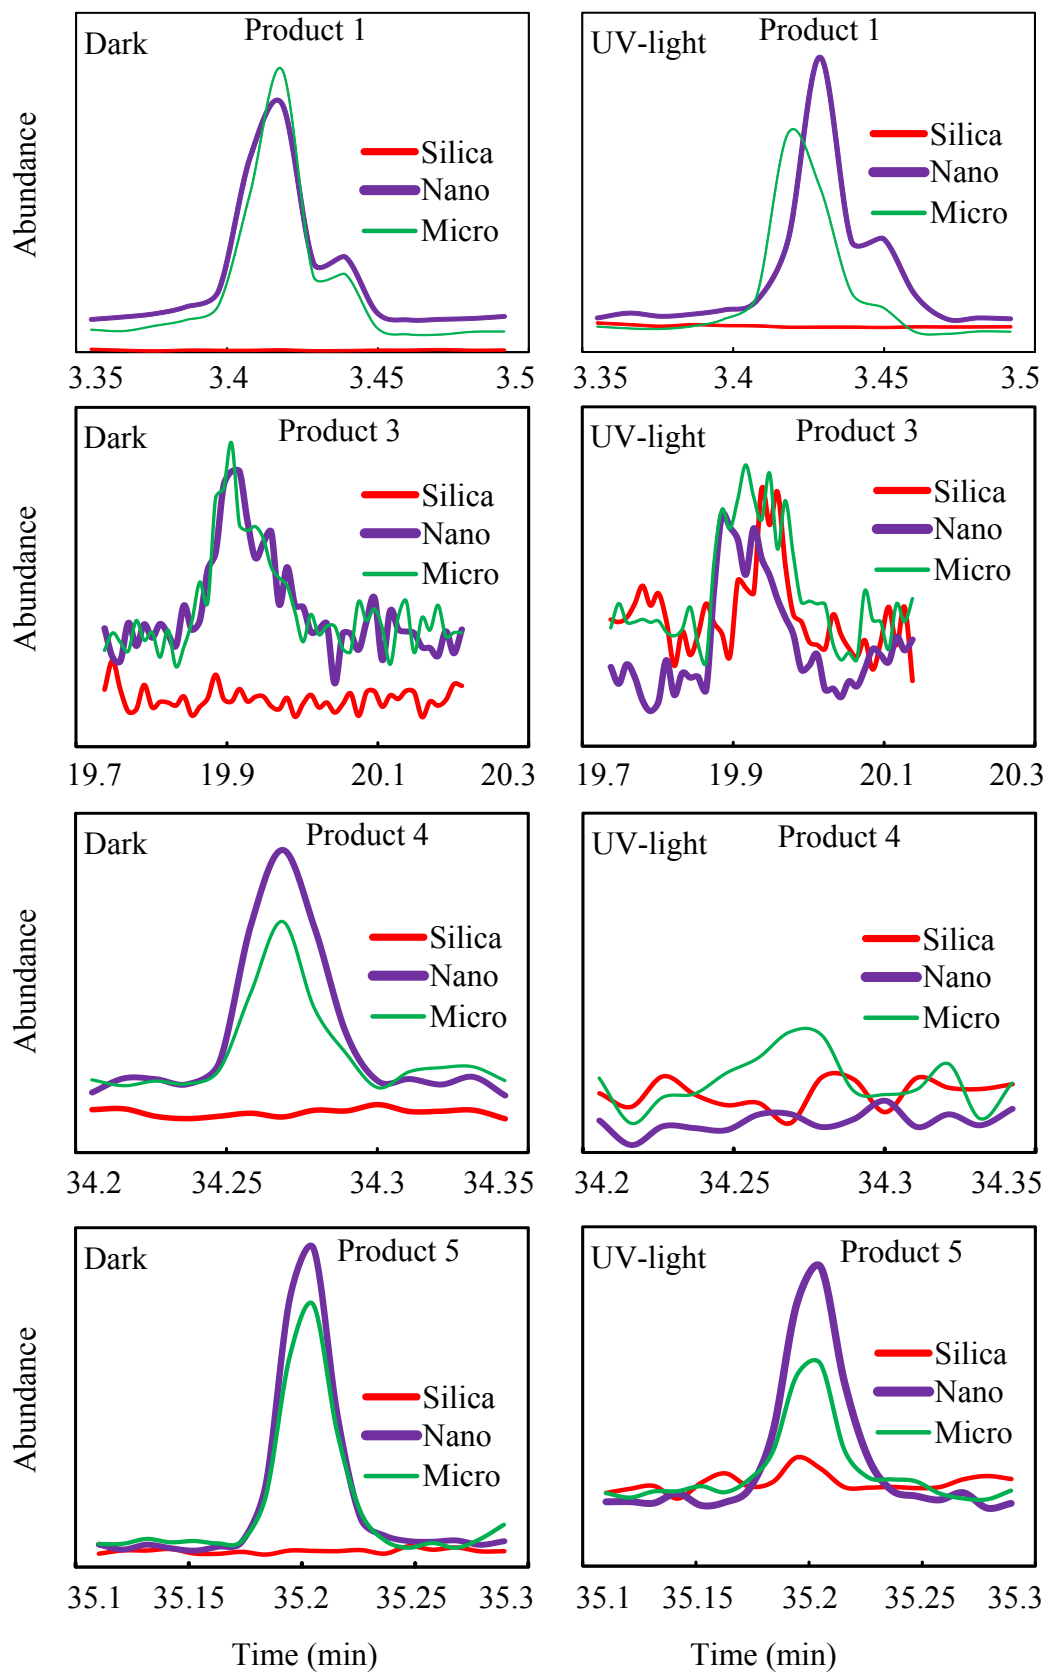 Dark
Product 1
Abundance
Silica
Nano
Micro
3.35 3.4 3.45 3.5
UV-light
Product 1
Silica
Nano
Micro
3.35 3.4 3.45 3.5
Dark
Product 3
Abundance
Silica
Nano
Micro
19.7 19.9 20.1 20.3
UV-light
Product 3
Silica
Nano
Micro
19.7 19.9 20.1 20.3
Dark
Product 4
Abundance
Silica
Nano
Micro
34.2 34.25 34.3 34.35
UV-light
Product 4
Silica
Nano
Micro
34.2 34.25 34.3 34.35
Dark
Product 5
Abundance
Silica
Nano
Micro
35.1 35.15 35.2 35.25 35.3
Time (min)
UV-light
Product 5
Silica
Nano
Micro
35.1 35.15 35.2 35.25 35.3
Time (min)